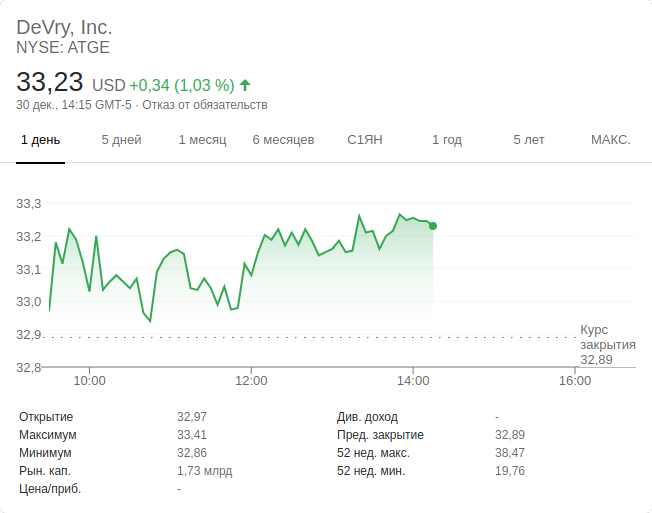 DeVry, Inc.
NYSE: ATGE
33,23 USD +0,34 (1,03 %)
30 дек., 14:15 GMT-5 · Отказ от обязательств
1 день 5 дней 1 месяц 6 месяцев С1ЯН 1 год 5 лет МАКС.
33,3
33,2
33,1
33,0
32,9
32,8
Курс
закрытия
32,89
10:00 12:00 14:00 16:00
Открытие 32,97 Див. доход -
Максимум 33,41 Пред. закрытие 32,89
Минимум 32,86 52 нед. макс. 38,47
Рын. кап. 1,73 млрд 52 нед. мин. 19,76
Цена/приб. -